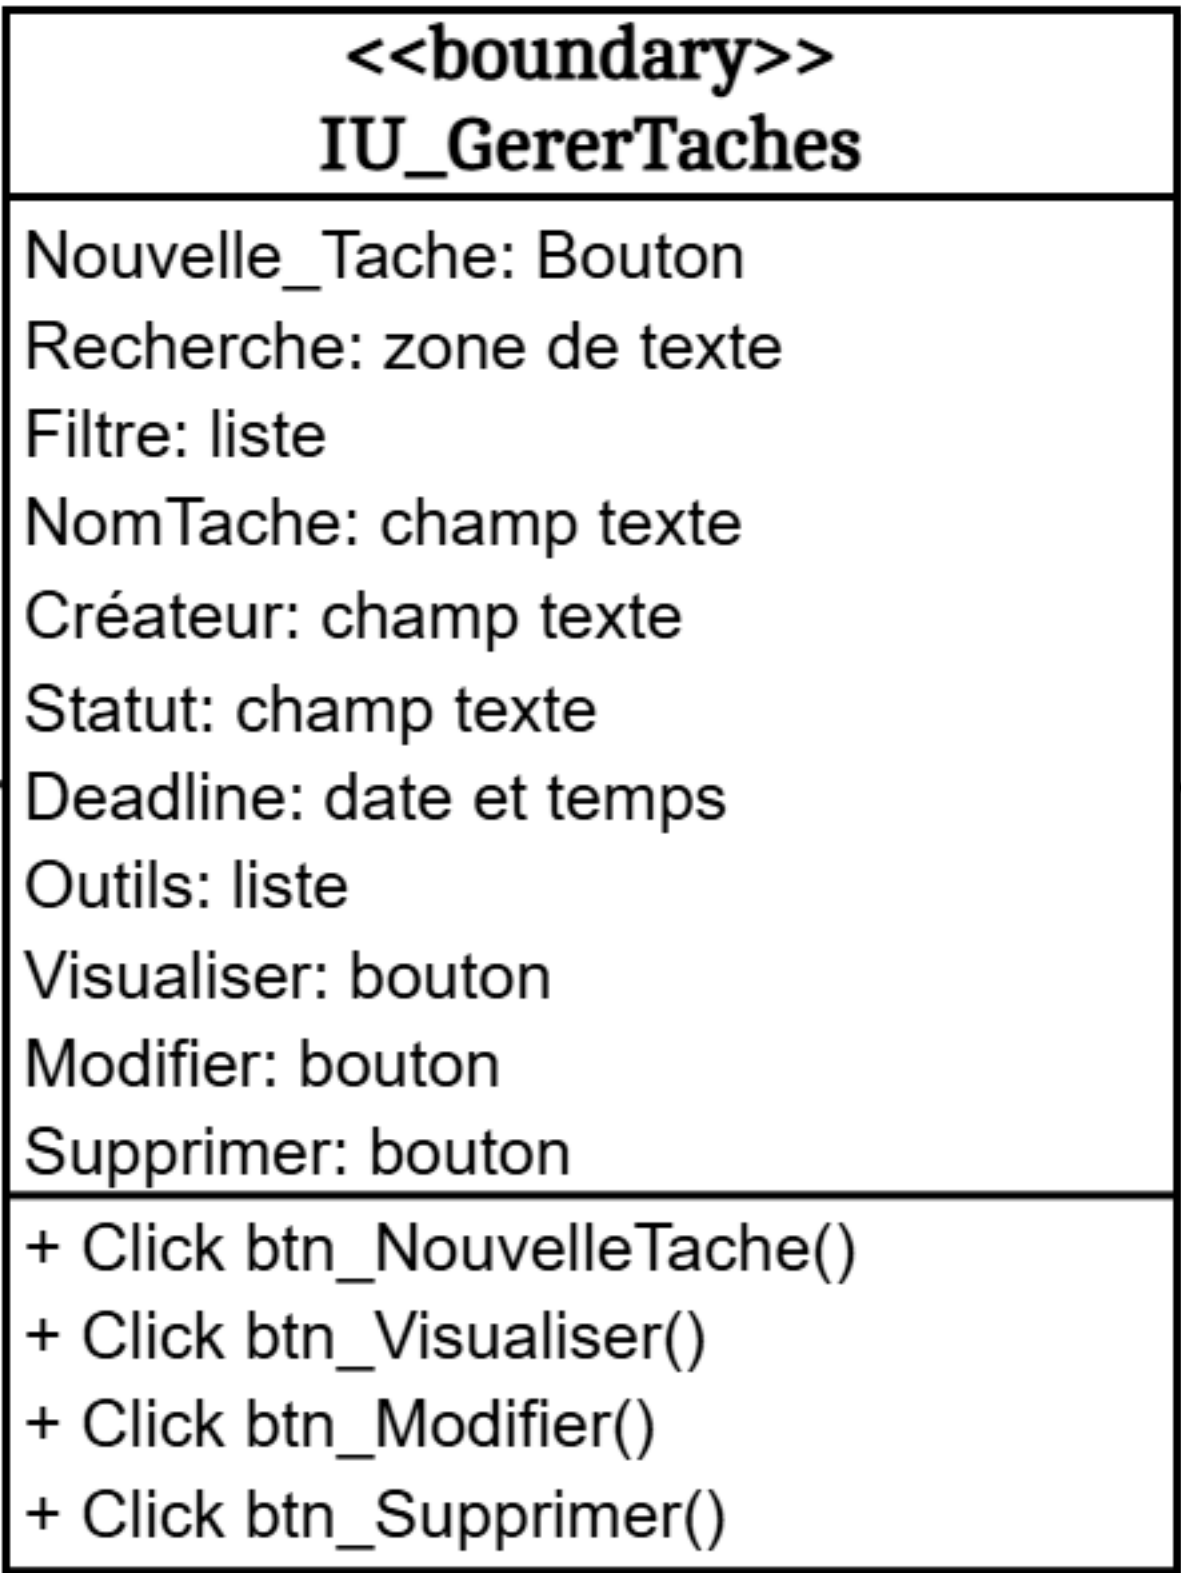 <<boundary>>
IU_GererTaches
Nouvelle_Tache: Bouton
Recherche: zone de texte
Filtre: liste
NomTache: champ texte
Créateur: champ texte
Statut: champ texte
Deadline: date et temps
Outils: liste
Visualiser: bouton
Modifier: bouton
Supprimer: bouton
+ Click btn_NouvelleTache()
+ Click btn_Visualiser()
+ Click btn_Modifier()
+ Click btn_Supprimer()